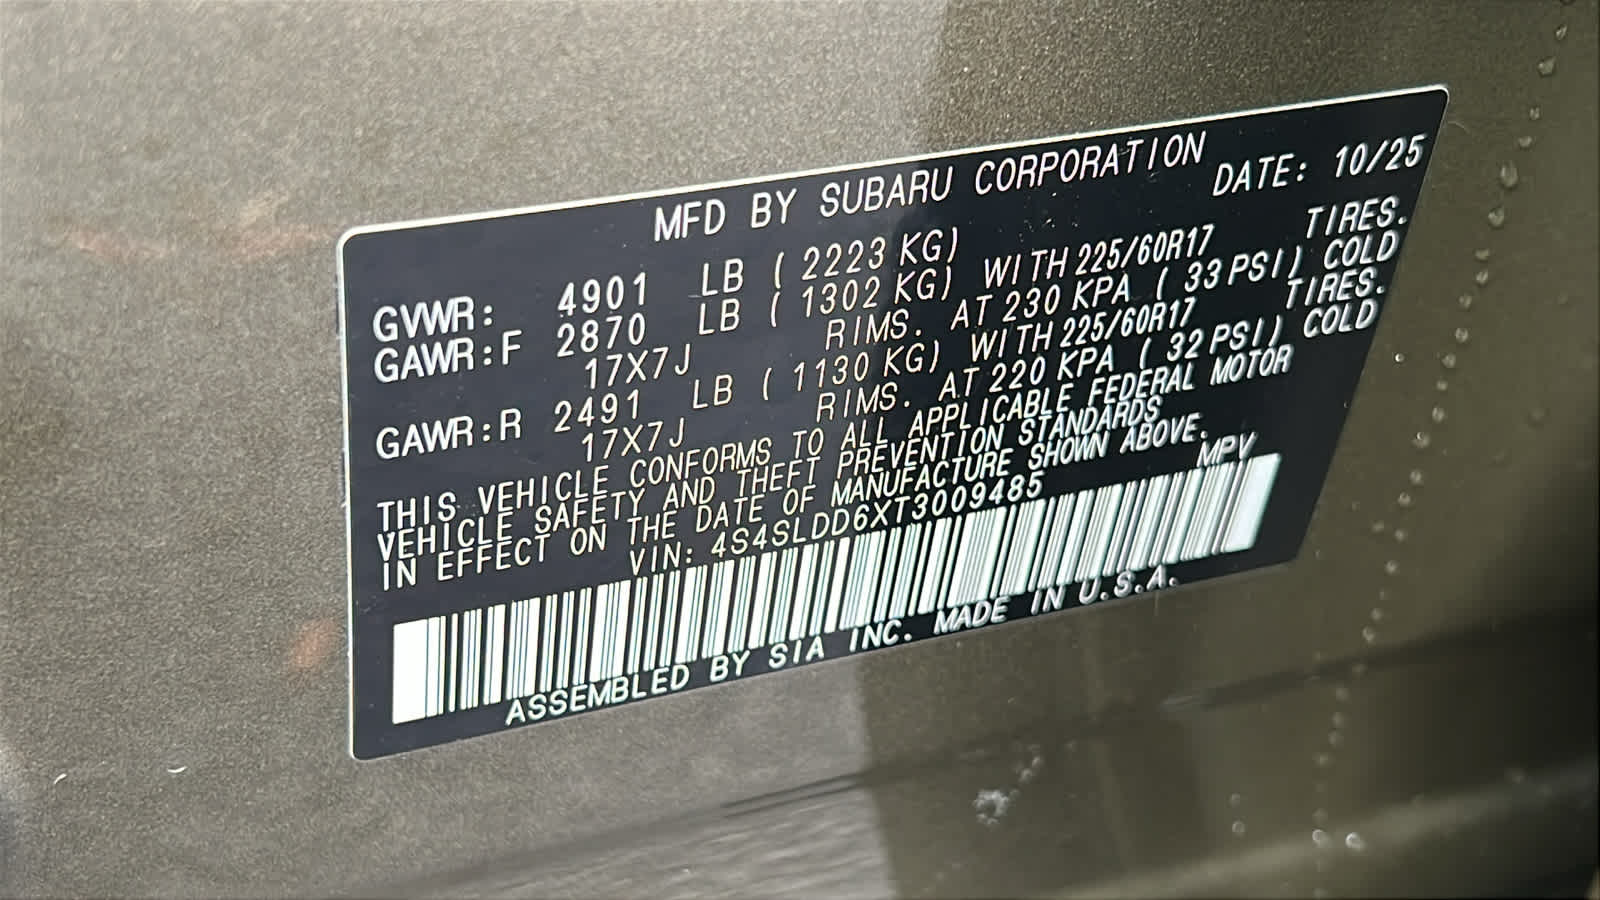 MFD BY SUBARU CORPORATION
DATE: 10/25
GVWR: 4901 LB ( 2223 KG)
GAWR:F 2870 LB ( 1302 KG) WITH 225/60R17 TIRES.
17X7J RIMS. AT 230 KPA ( 33 PSI) COLD
GAWR:R 2491 LB ( 1130 KG) WITH 225/60R17 TIRES.
17X7J RIMS. AT 220 KPA ( 32 PSI) COLD
THIS VEHICLE CONFORMS TO ALL APPLICABLE FEDERAL MOTOR
VEHICLE SAFETY AND THEFT PREVENTION STANDARDS
IN EFFECT ON THE DATE OF MANUFACTURE SHOWN ABOVE.
VIN: 4S4SLDD6XT3009485 MPV
ASSEMBLED BY SIA INC. MADE IN U.S.A.